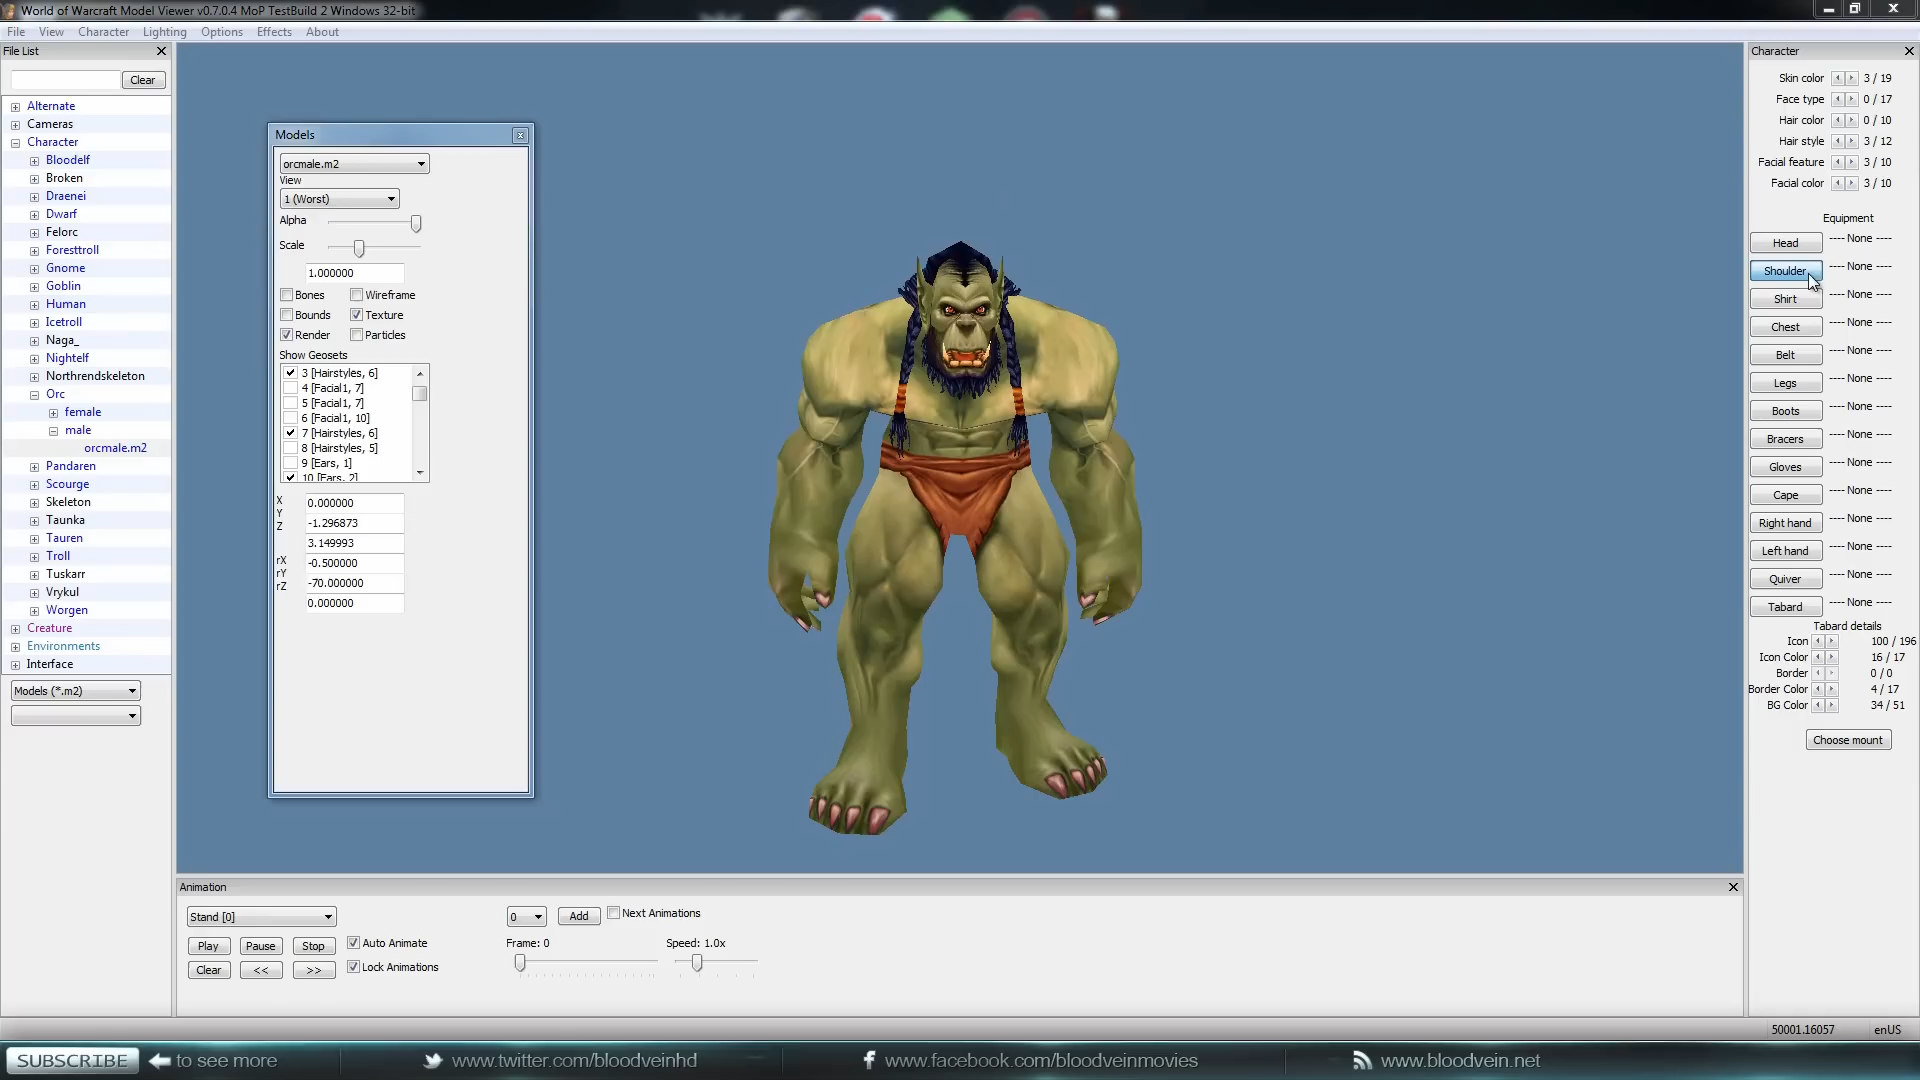 World of Warcraft Model Viewer v0.7.0.4 MoP TestBuild 2 Windows 32-bit
File View Character Lighting Options Effects About
File List
Clear
Alternate
Cameras
Character
Bloodelf
Broken
Draenei
Dwarf
Felorc
Foresttroll
Gnome
Goblin
Human
Icetroll
Naga_
Nightelf
Northrendskeleton
Orc
female
male
orcmale.m2
Pandaren
Scourge
Skeleton
Taunka
Tauren
Troll
Tuskarr
Vrykul
Worgen
Creature
Environments
Interface
Models (*.m2)
Models
orcmale.m2
View
1 (Worst)
Alpha
Scale
1.000000
Bones Wireframe
Bounds Texture
Render Particles
Show Geosets
3 [Hairstyles, 6]
4 [Facial1, 7]
5 [Facial1, 7]
6 [Facial1, 10]
7 [Hairstyles, 6]
8 [Hairstyles, 5]
9 [Ears, 1]
10 [Ears, 2]
X 0.000000
Y -1.296873
Z 3.149993
rX -0.500000
rY -70.000000
rZ 0.000000
Character
Skin color 3 / 19
Face type 0 / 17
Hair color 0 / 10
Hair style 3 / 12
Facial feature 3 / 10
Facial color 3 / 10
Equipment
Head ---- None ----
Shoulder ---- None ----
Shirt ---- None ----
Chest ---- None ----
Belt ---- None ----
Legs ---- None ----
Boots ---- None ----
Bracers ---- None ----
Gloves ---- None ----
Cape ---- None ----
Right hand ---- None ----
Left hand ---- None ----
Quiver ---- None ----
Tabard ---- None ----
Tabard details
Icon 100 / 196
Icon Color 16 / 17
Border 0 / 0
Border Color 4 / 17
BG Color 34 / 51
Choose mount
Animation
Stand [0] 0 Add Next Animations
Play Pause Stop Auto Animate Frame: 0 Speed: 1.0x
Clear << >> Lock Animations
50001.16057 enUS
SUBSCRIBE to see more www.twitter.com/bloodveinhd www.facebook.com/bloodveinmovies www.bloodvein.net